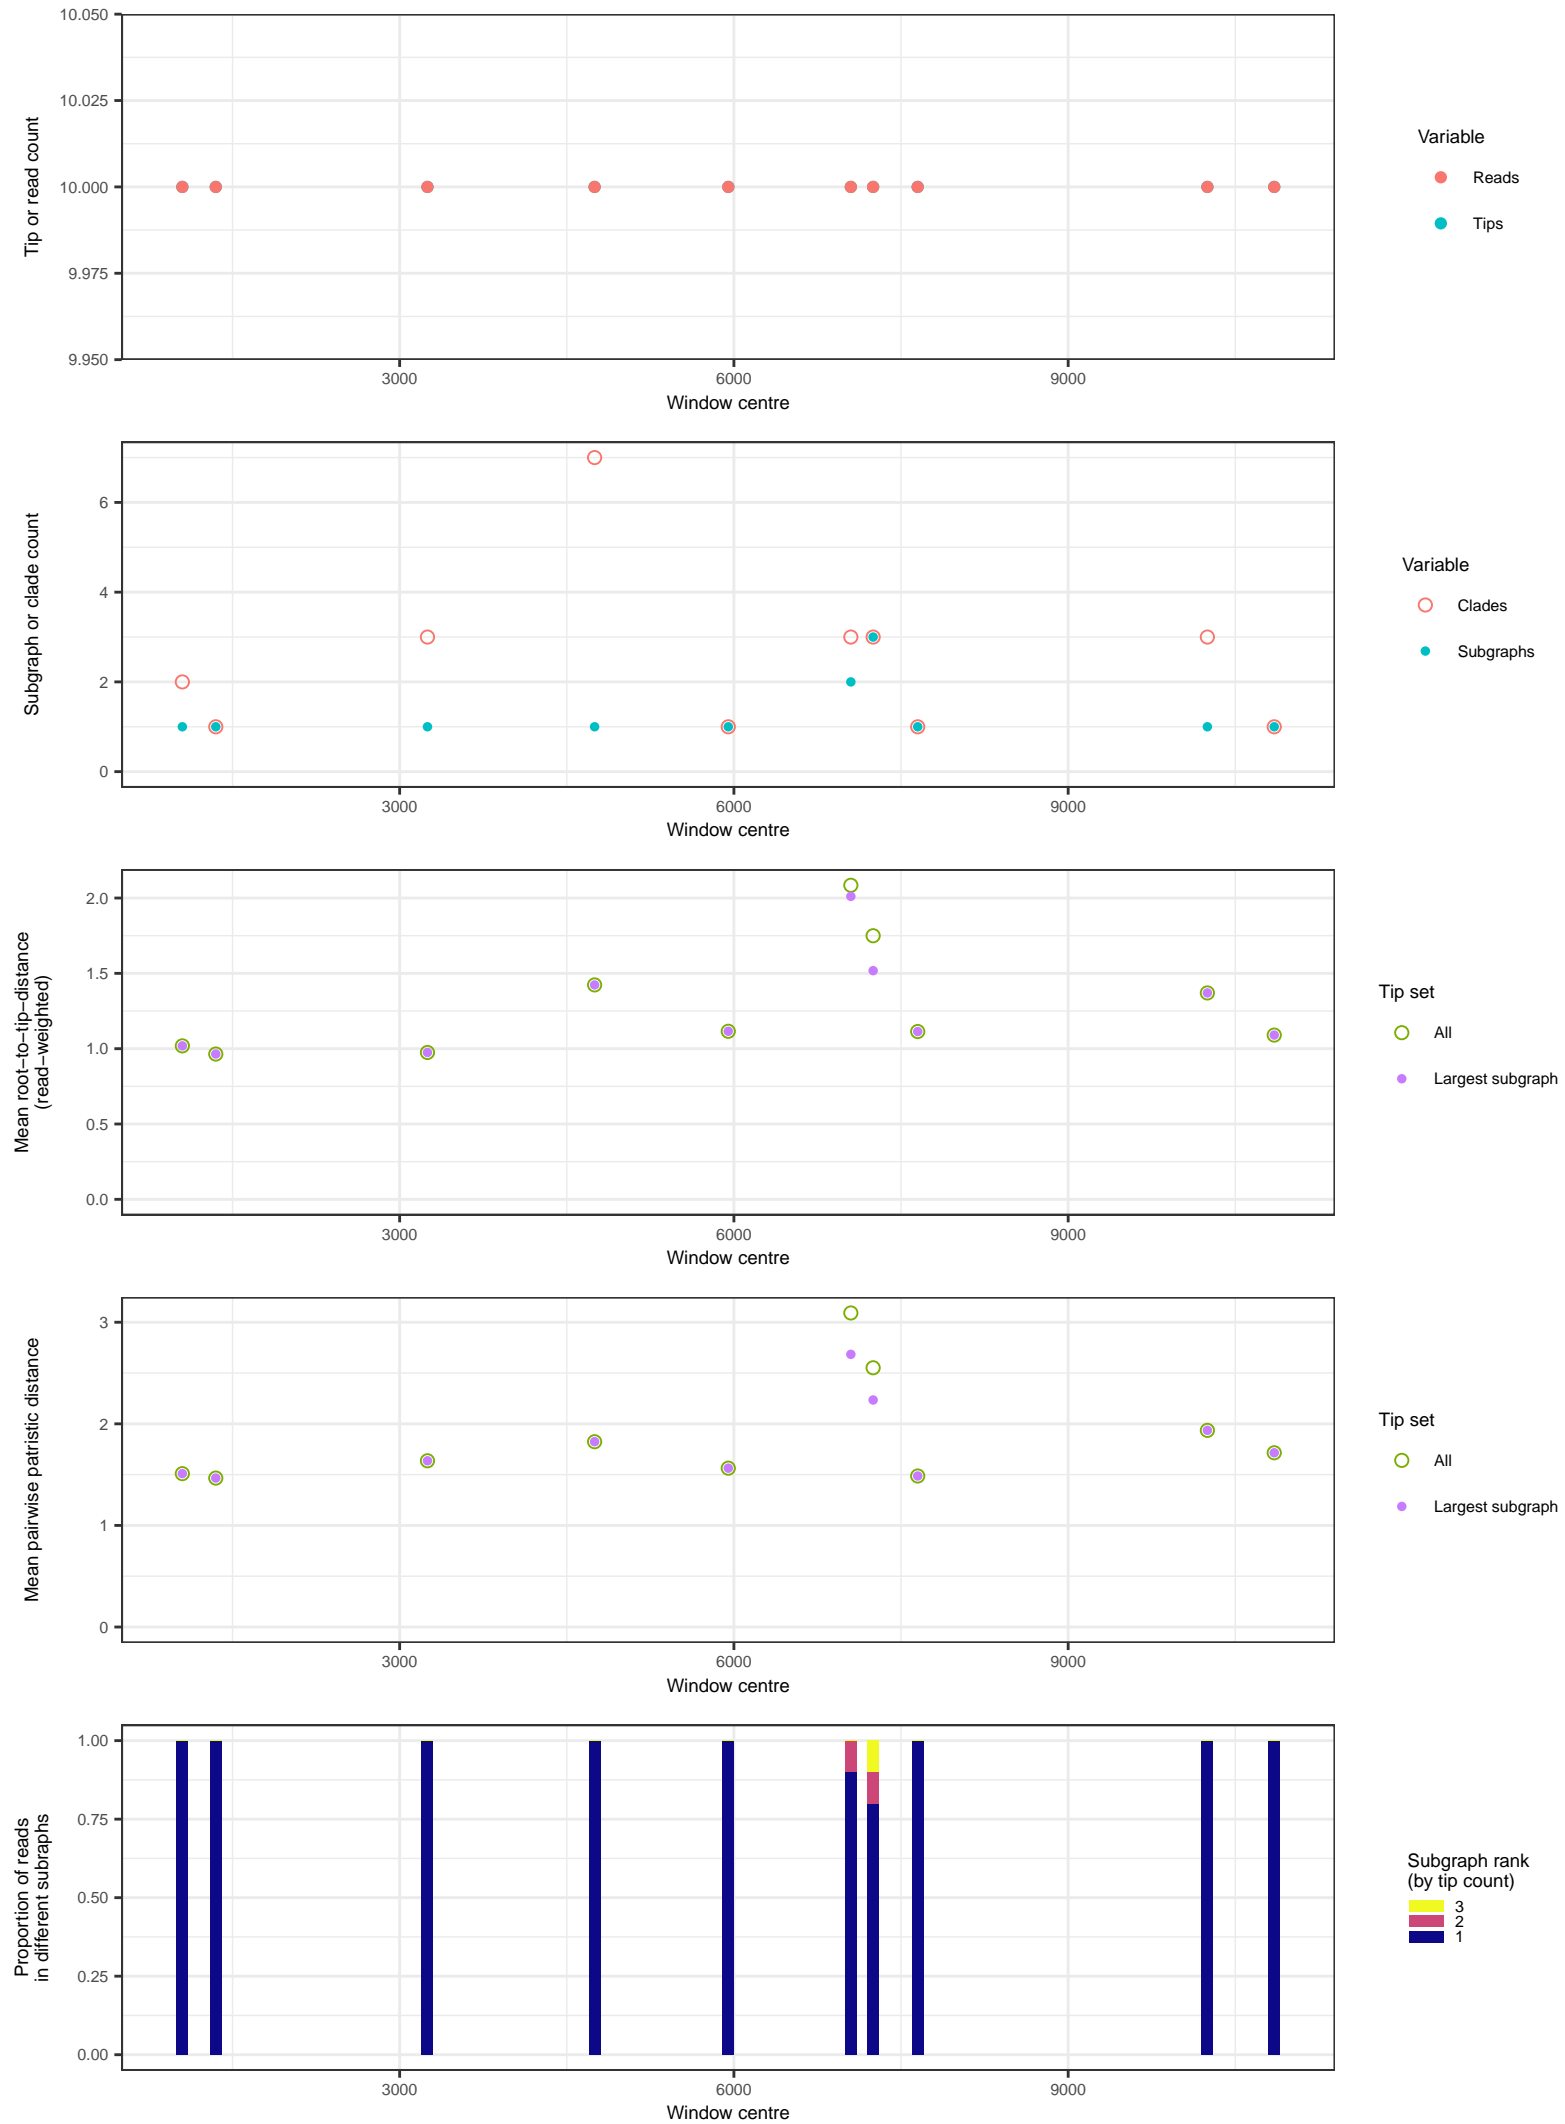 10.050
10.025
10.000
9.975
9.950
Tip or read count
3000
6000
9000
Window centre
Variable
Reads
Tips
6
4
2
0
Subgraph or clade count
3000
6000
9000
Window centre
Variable
Clades
Subgraphs
2.0
1.5
1.0
0.5
0.0
Mean root−to−tip−distance
(read−weighted)
3000
6000
9000
Window centre
Tip set
All
Largest subgraph
3
2
1
0
Mean pairwise patristic distance
3000
6000
9000
Window centre
Tip set
All
Largest subgraph
1.00
0.75
0.50
0.25
0.00
Proportion of reads
in different subraphs
3000
6000
9000
Window centre
Subgraph rank
(by tip count)
3
2
1